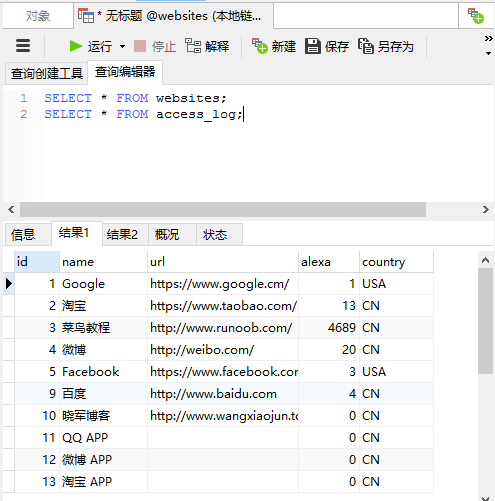 对象 * 无标题 @websites (本地链...
运行 停止 解释 新建 保存 另存为
查询创建工具 查询编辑器
1 SELECT * FROM websites;
2 SELECT * FROM access_log;
信息 结果1 结果2 概况 状态
id name url alexa country
1 Google https://www.google.cm/ 1 USA
2 淘宝 https://www.taobao.com/ 13 CN
3 菜鸟教程 http://www.runoob.com/ 4689 CN
4 微博 http://weibo.com/ 20 CN
5 Facebook https://www.facebook.com 3 USA
9 百度 http://www.baidu.com 4 CN
10 晓军博客 http://www.wangxiaojun.to 0 CN
11 QQ APP 0 CN
12 微博 APP 0 CN
13 淘宝 APP 0 CN